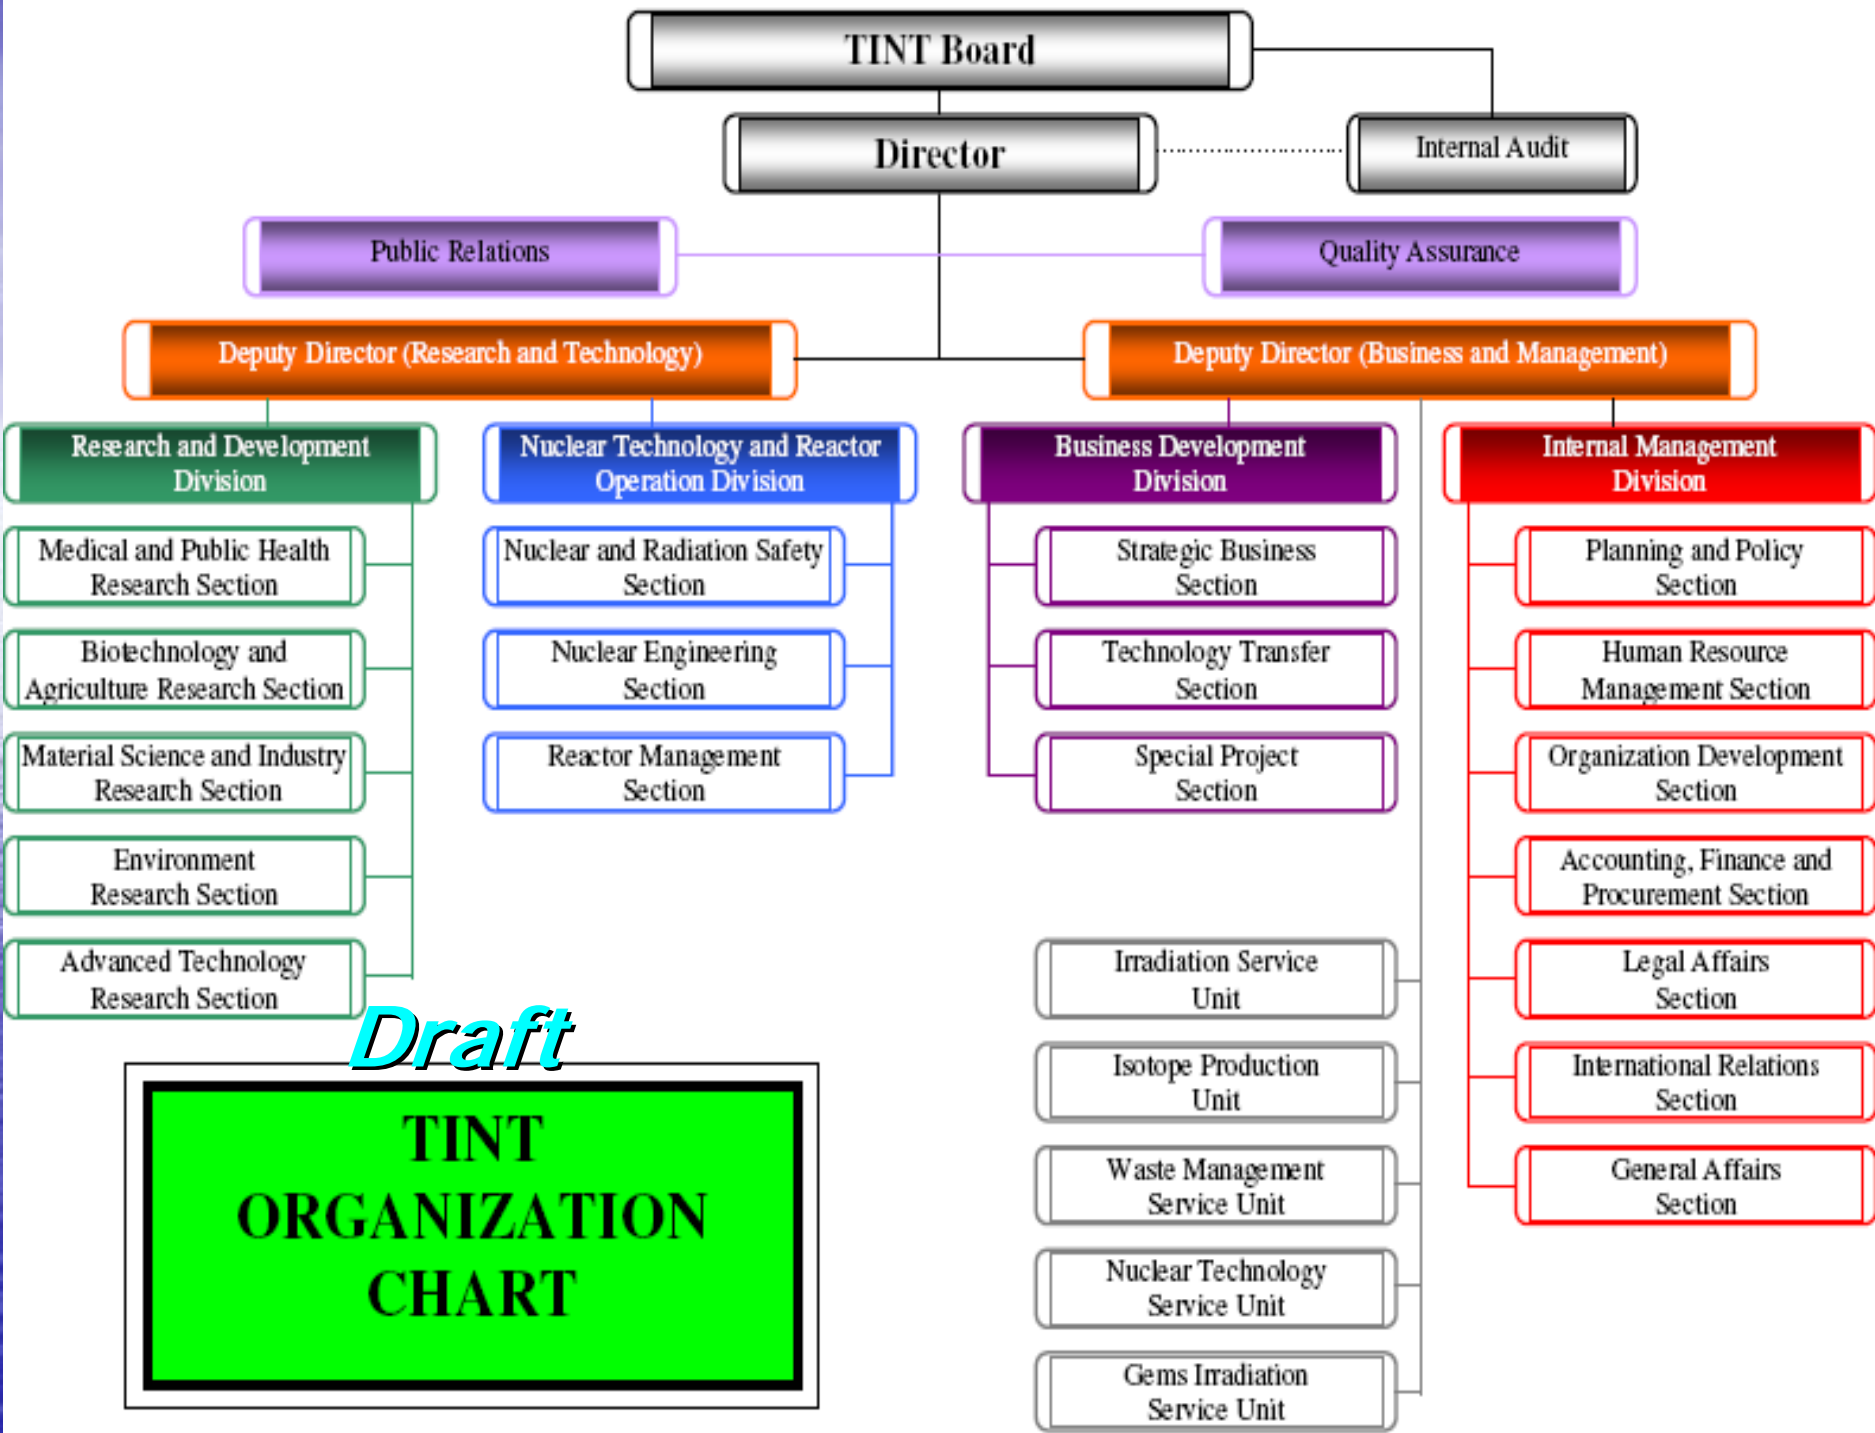 TINT Board
Director
Internal Audit
Public Relations
Quality Assurance
Deputy Director (Research and Technology)
Deputy Director (Business and Management)
Research and Development
Division
Medical and Public Health
Research Section
Biotechnology and
Agriculture Research Section
Material Science and Industry
Research Section
Environment
Research Section
Advanced Technology
Research Section
Nuclear Technology and Reactor
Operation Division
Nuclear and Radiation Safety
Section
Nuclear Engineering
Section
Reactor Management
Section
Business Development
Division
Strategic Business
Section
Technology Transfer
Section
Special Project
Section
Irradiation Service
Unit
Isotope Production
Unit
Waste Management
Service Unit
Nuclear Technology
Service Unit
Gems Irradiation
Service Unit
Internal Management
Division
Planning and Policy
Section
Human Resource
Management Section
Organization Development
Section
Accounting, Finance and
Procurement Section
Legal Affairs
Section
International Relations
Section
General Affairs
Section
Draft
TINT
ORGANIZATION
CHART